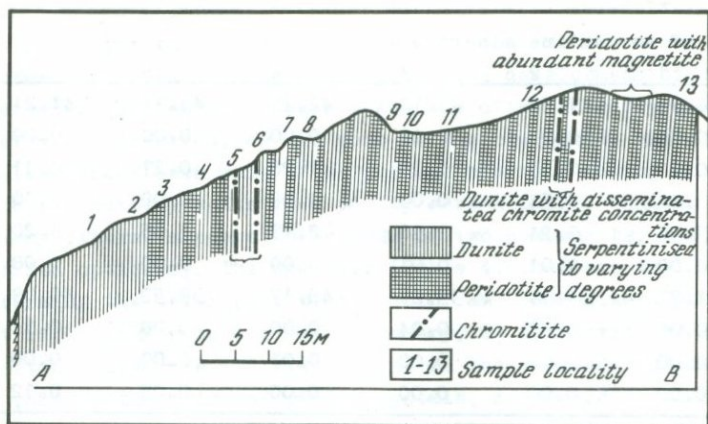 Peridotite with
abundant magnetite
1 2 3 4 5 6 7 8 9 10 11 12 13
Dunite with dissemina-
ted chromite concentra-
tions
Dunite
Peridotite
Serpentinised
to varying
degrees
Chromitite
1-13 Sample locality
0 5 10 15 M
A B